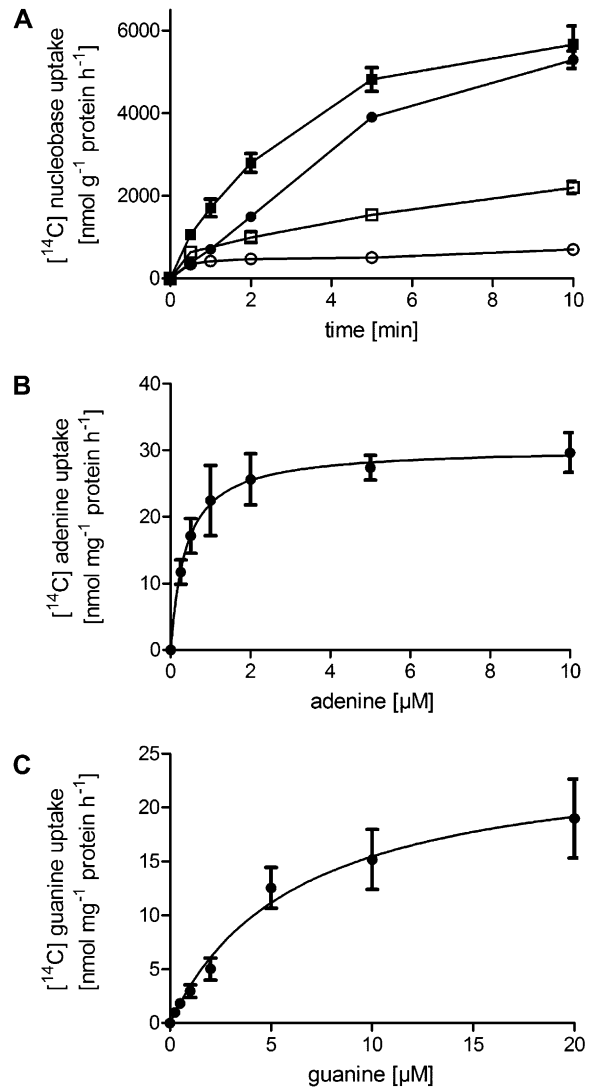 A
[¹⁴C] nucleobase uptake
[nmol g⁻¹ protein h⁻¹]
6000
4000
2000
0
0 2 4 6 8 10
time [min]
B
[¹⁴C] adenine uptake
[nmol mg⁻¹ protein h⁻¹]
40
30
20
10
0
0 2 4 6 8 10
adenine [µM]
C
[¹⁴C] guanine uptake
[nmol mg⁻¹ protein h⁻¹]
25
20
15
10
5
0
0 5 10 15 20
guanine [µM]